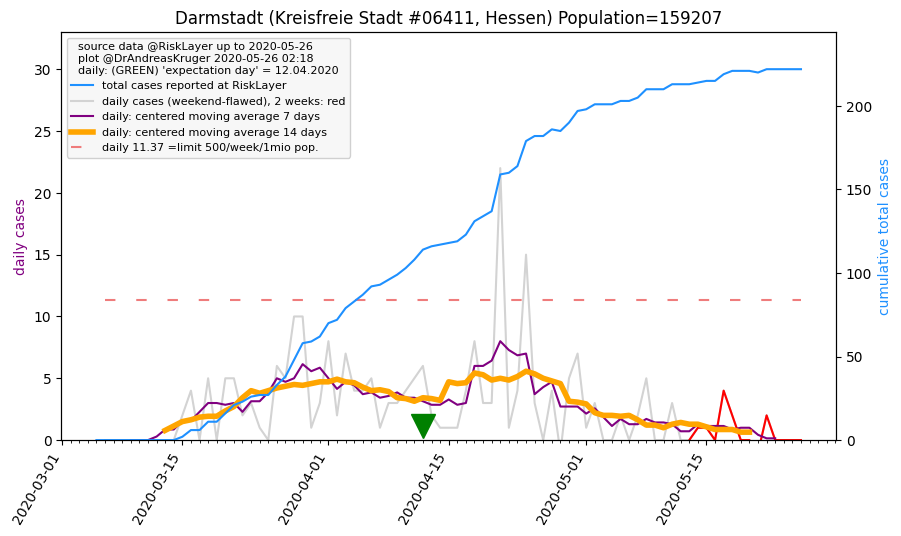 Darmstadt (Kreisfreie Stadt #06411, Hessen) Population=159207
source data @RiskLayer up to 2020-05-26
plot @DrAndreasKruger 2020-05-26 02:18
daily: (GREEN) 'expectation day' = 12.04.2020
total cases reported at RiskLayer
daily cases (weekend-flawed), 2 weeks: red
daily: centered moving average 7 days
daily: centered moving average 14 days
daily 11.37 =limit 500/week/1mio pop.
daily cases
30
25
20
15
10
5
0
cumulative total cases
200
150
100
50
0
2020-03-01
2020-03-15
2020-04-01
2020-04-15
2020-05-01
2020-05-15